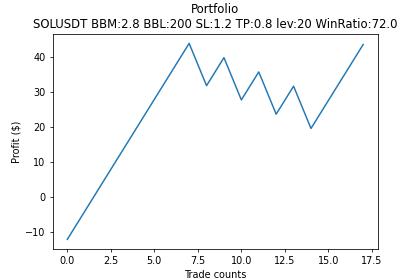 Portfolio
SOLUSDT BBM:2.8 BBL:200 SL:1.2 TP:0.8 lev:20 WinRatio:72.0
40
30
20
10
0
−10
Profit ($)
0.0 2.5 5.0 7.5 10.0 12.5 15.0 17.5
Trade counts